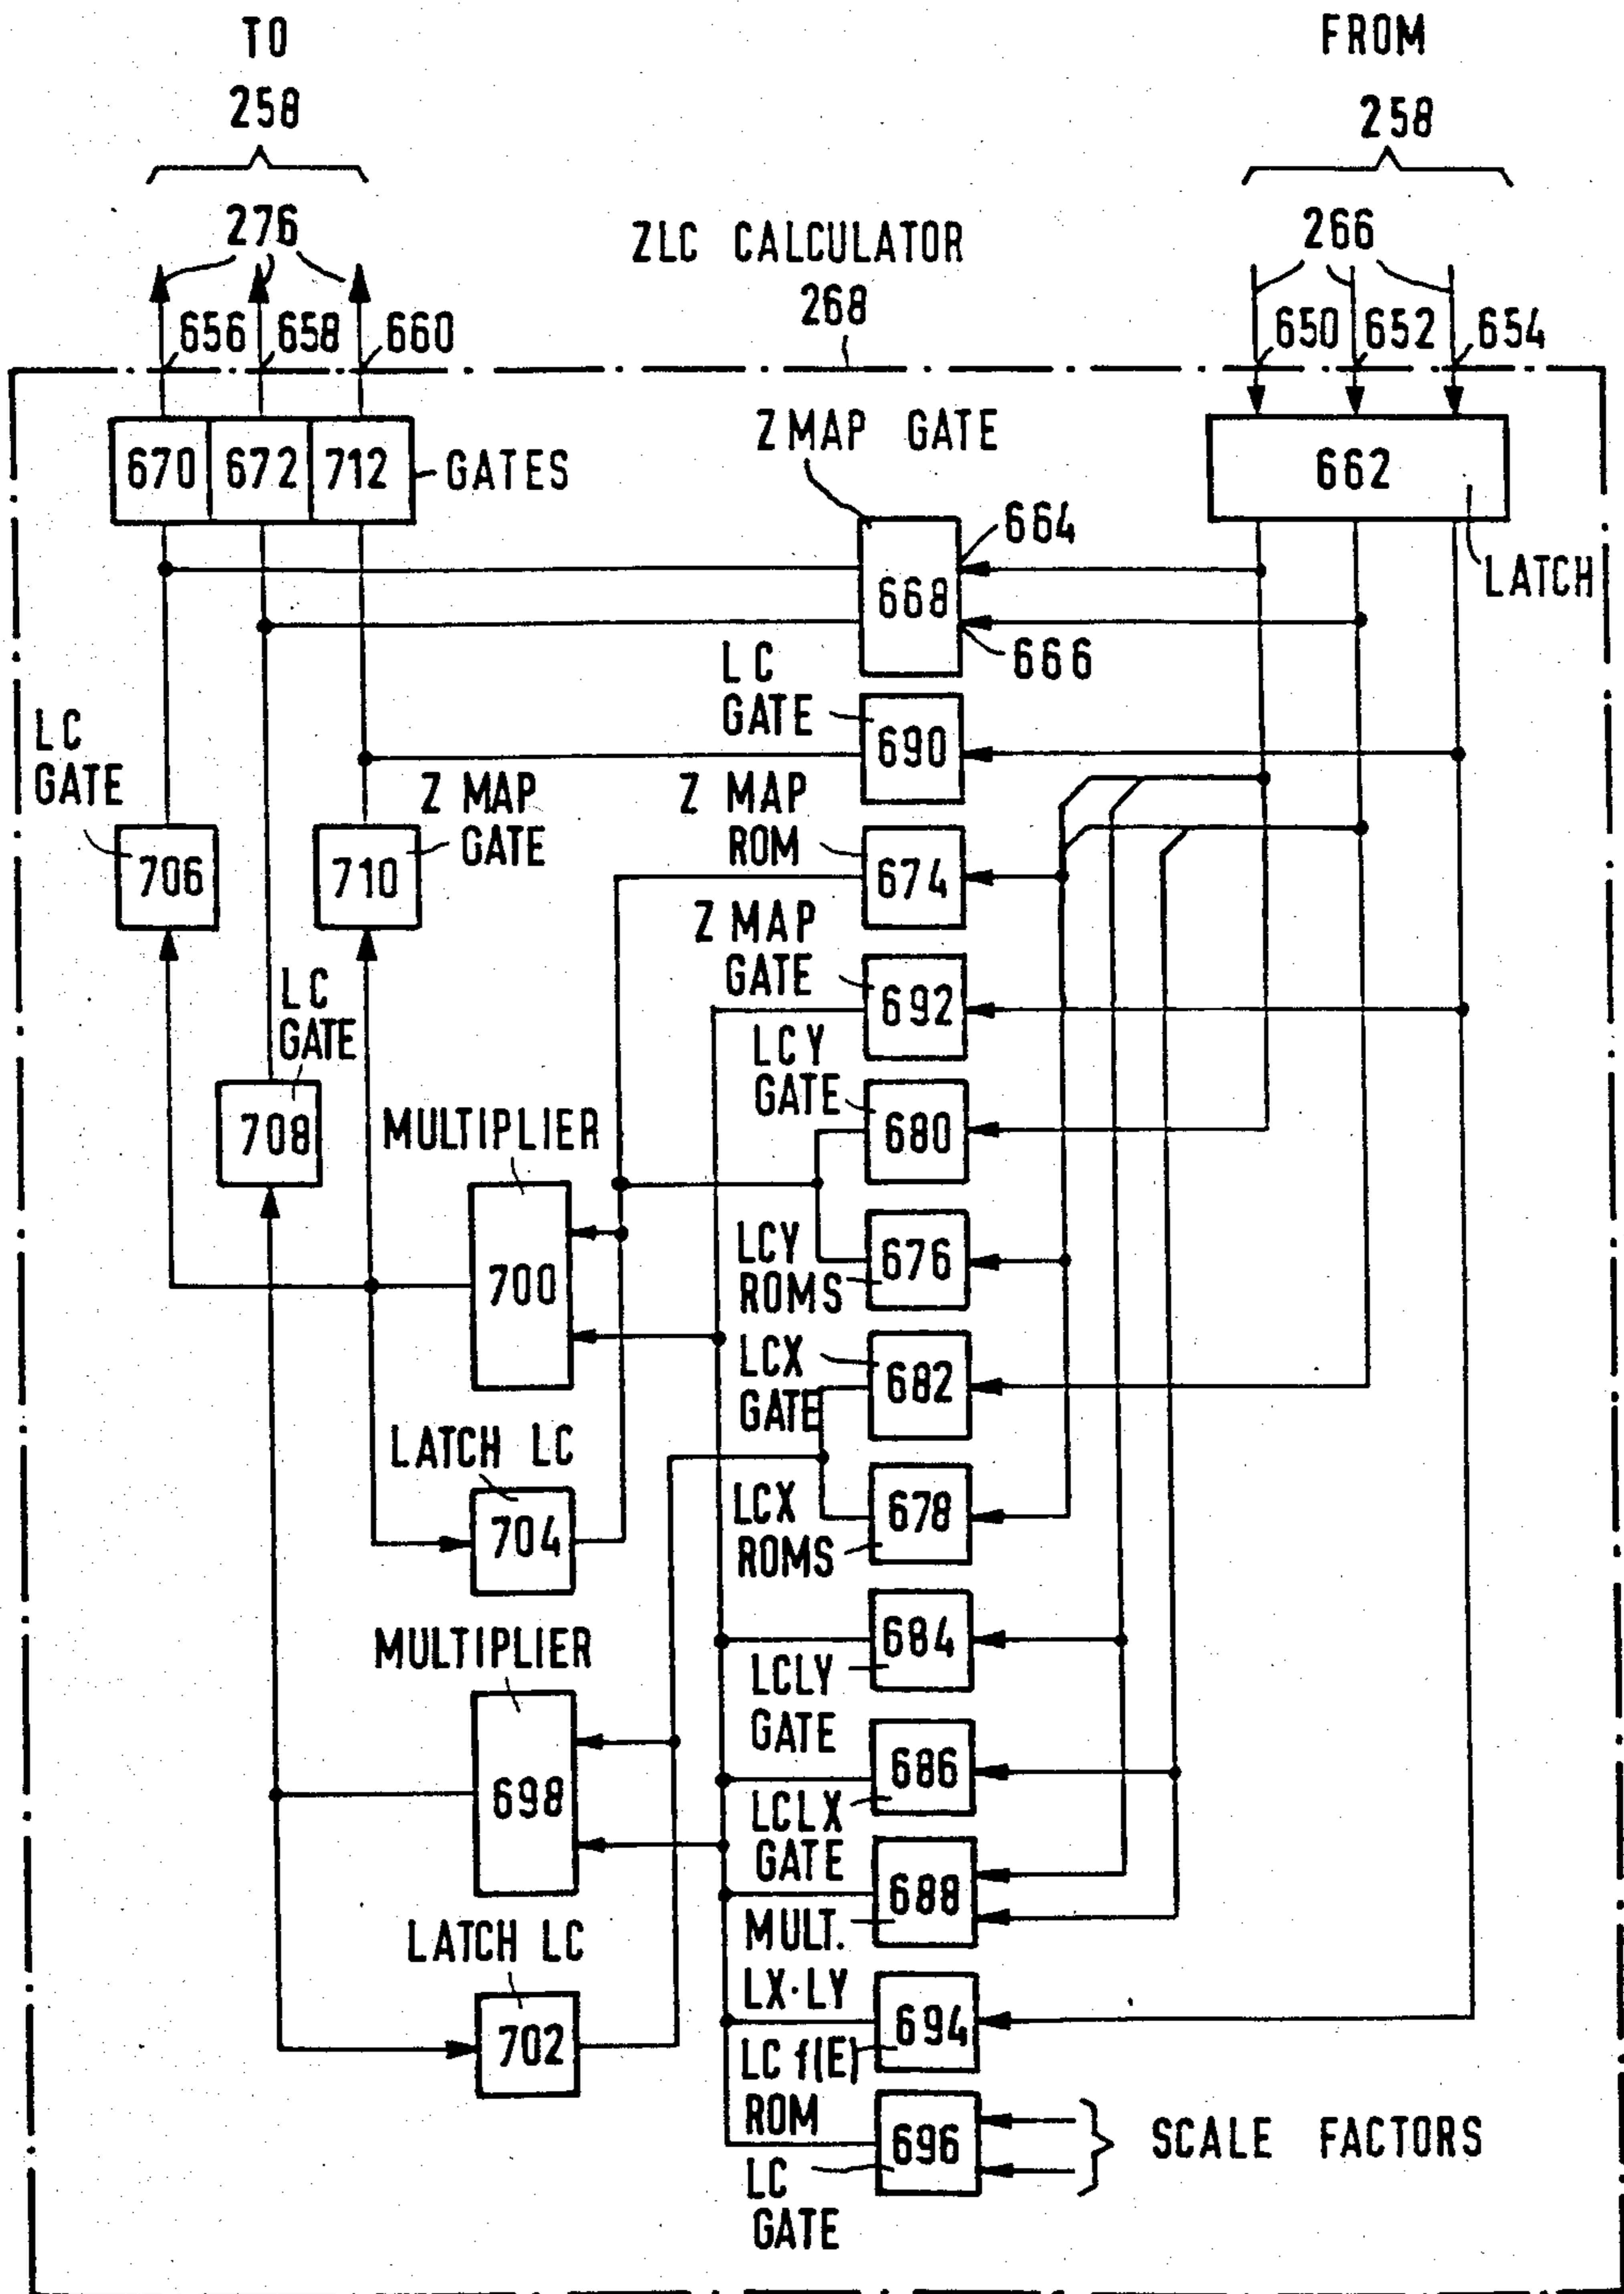 TO
258
276
656
658
660
FROM
258
266
650
652
654
ZLC CALCULATOR
268
670
672
712
GATES
Z MAP GATE
664
668
666
662
LATCH
LC
GATE
690
LC
GATE
706
Z MAP
GATE
710
Z MAP
ROM
674
Z MAP
GATE
692
LC
GATE
708
LCY
GATE
680
MULTIPLIER
700
LCY
ROMS
676
LCX
GATE
682
LATCH LC
704
LCX
ROMS
678
MULTIPLIER
698
684
LCLY
GATE
686
LCLX
GATE
688
MULT.
LX·LY
LATCH LC
702
694
LC f(E)
ROM
696
LC
GATE
SCALE FACTORS